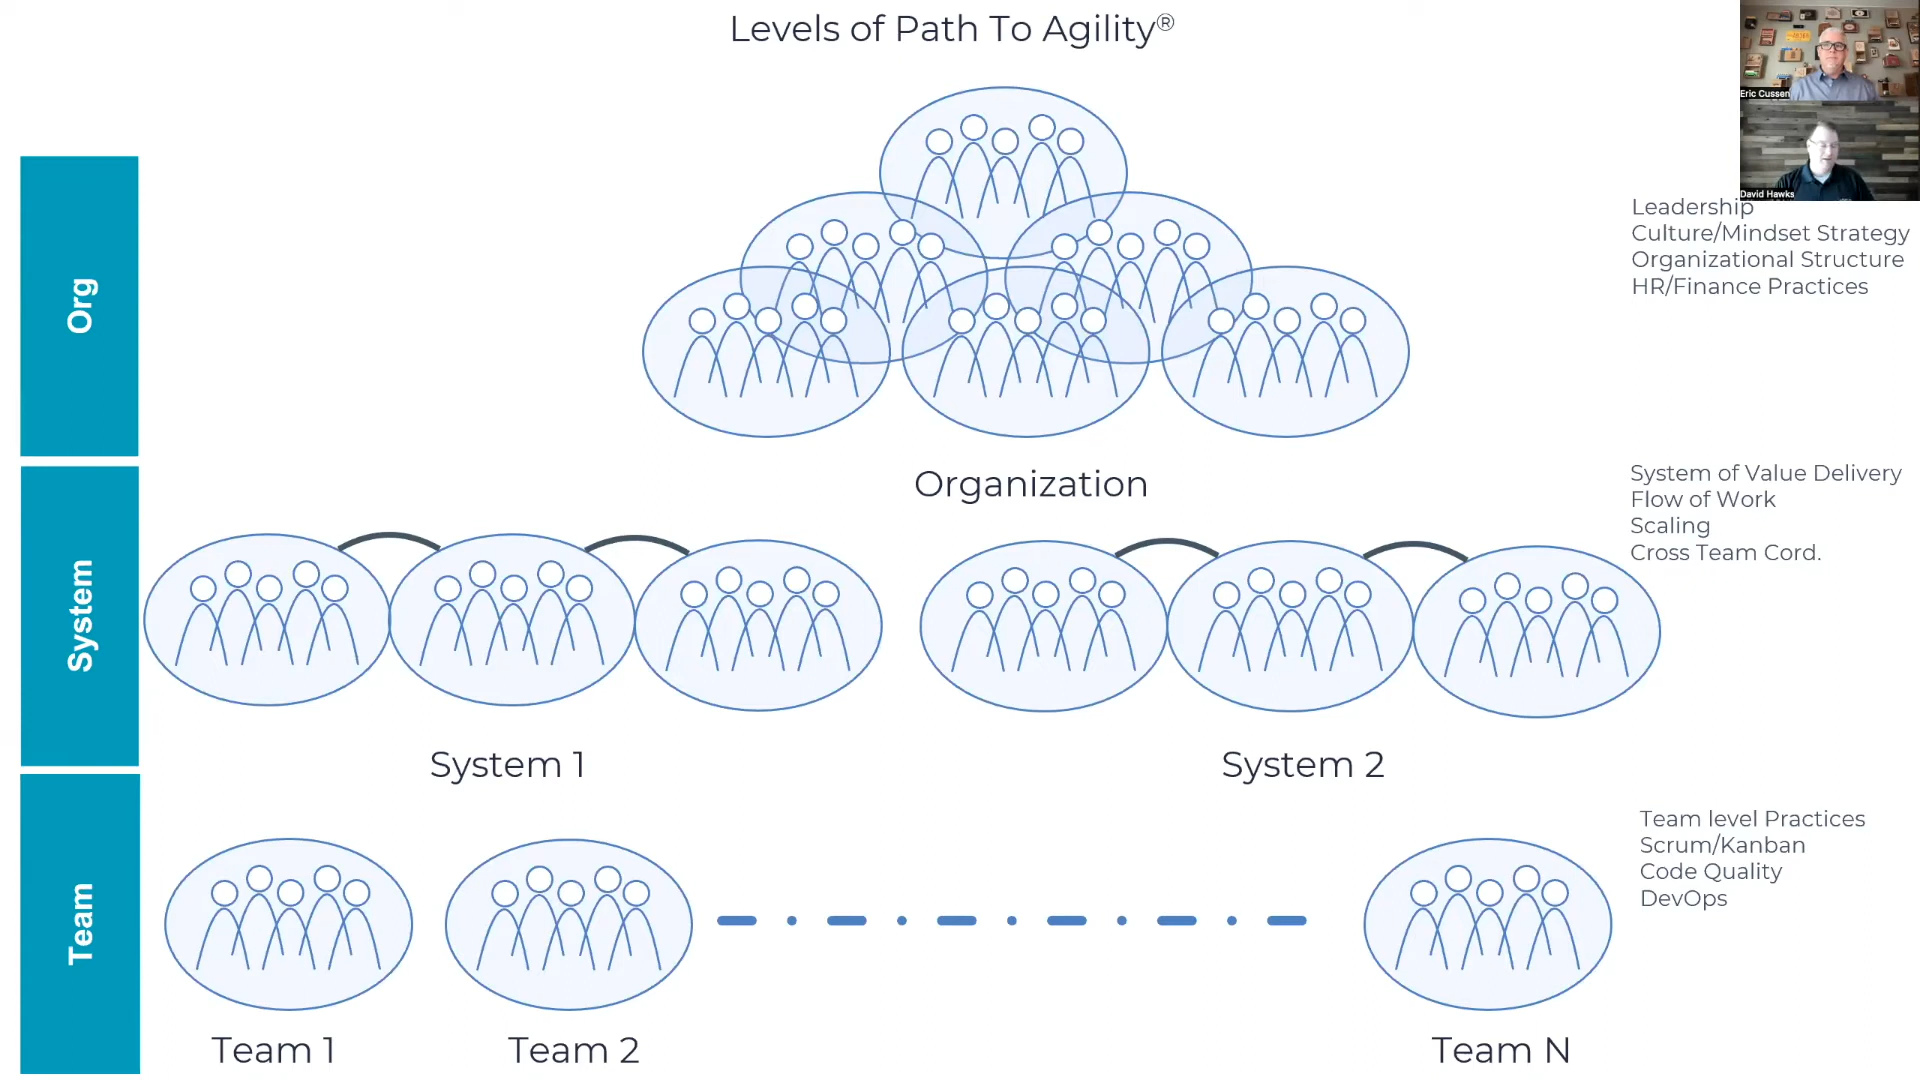 Levels of Path To Agility®
Eric Cussen
David Hawks
Org
Leadership
Culture/Mindset Strategy
Organizational Structure
HR/Finance Practices
Organization
System
System of Value Delivery
Flow of Work
Scaling
Cross Team Cord.
System 1
System 2
Team
Team level Practices
Scrum/Kanban
Code Quality
DevOps
Team 1
Team 2
Team N